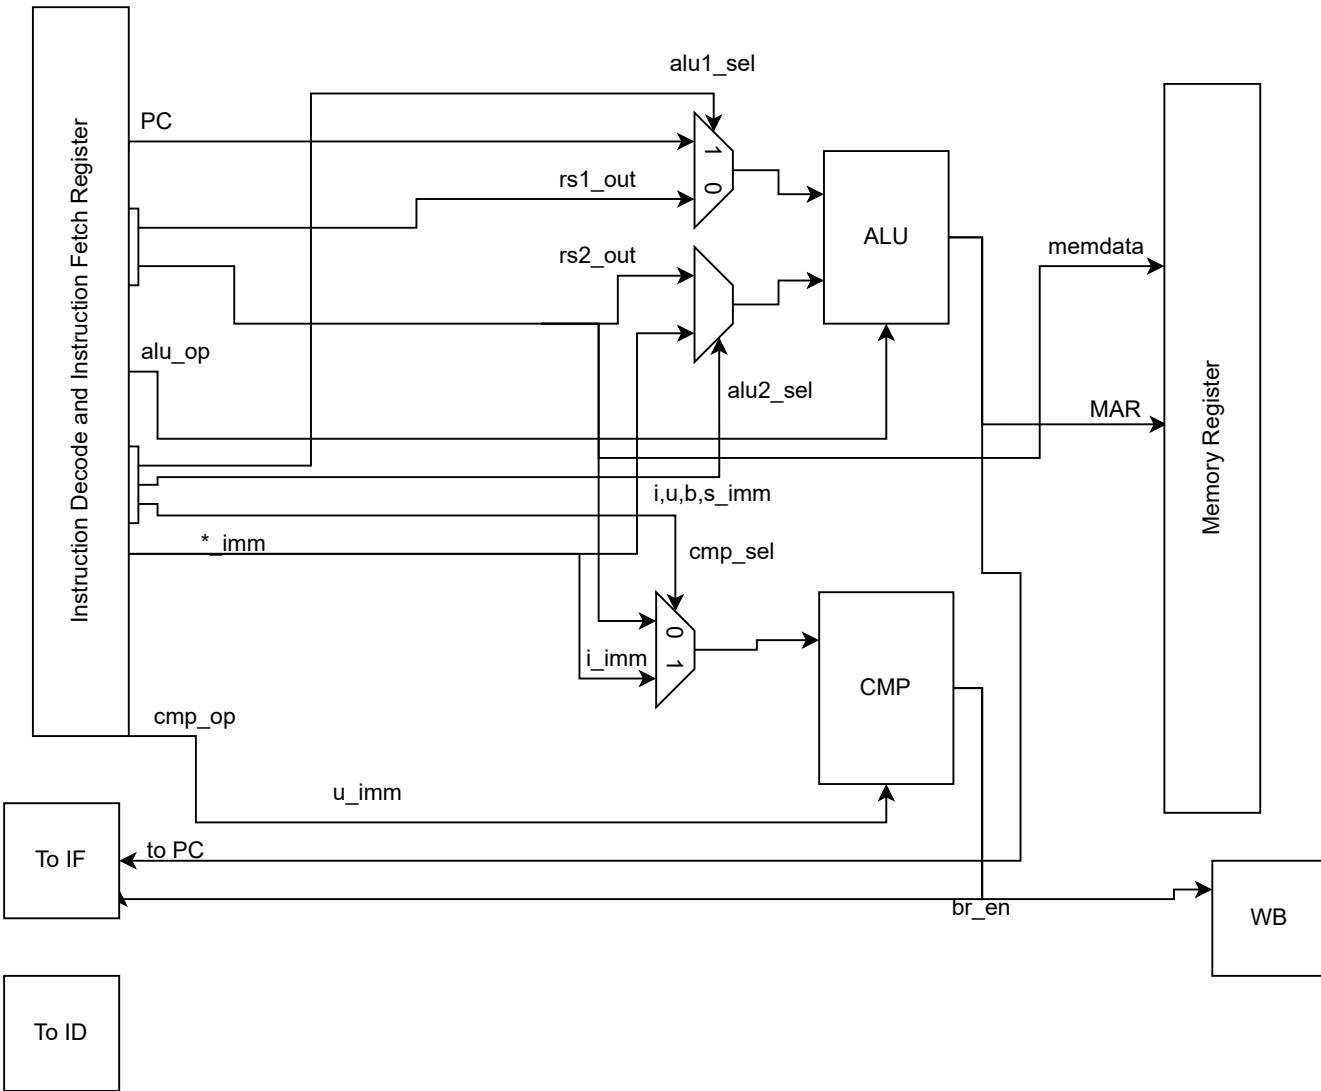 alu1_sel
PC
1
0
rs1_out
Instruction Decode and Instruction Fetch Register
ALU
rs2_out
memdata
alu_op
alu2_sel
MAR
Memory Register
i,u,b,s_imm
*_imm
cmp_sel
0
1
i_imm
CMP
cmp_op
u_imm
To IF
to PC
br_en
WB
To ID